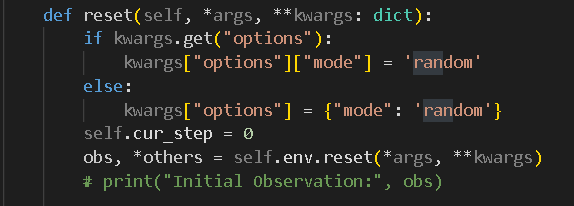 def reset(self, *args, **kwargs: dict):
    if kwargs.get("options"):
        kwargs["options"]["mode"] = 'random'
    else:
        kwargs["options"] = {"mode": 'random'}
    self.cur_step = 0
    obs, *others = self.env.reset(*args, **kwargs)
    # print("Initial Observation:", obs)